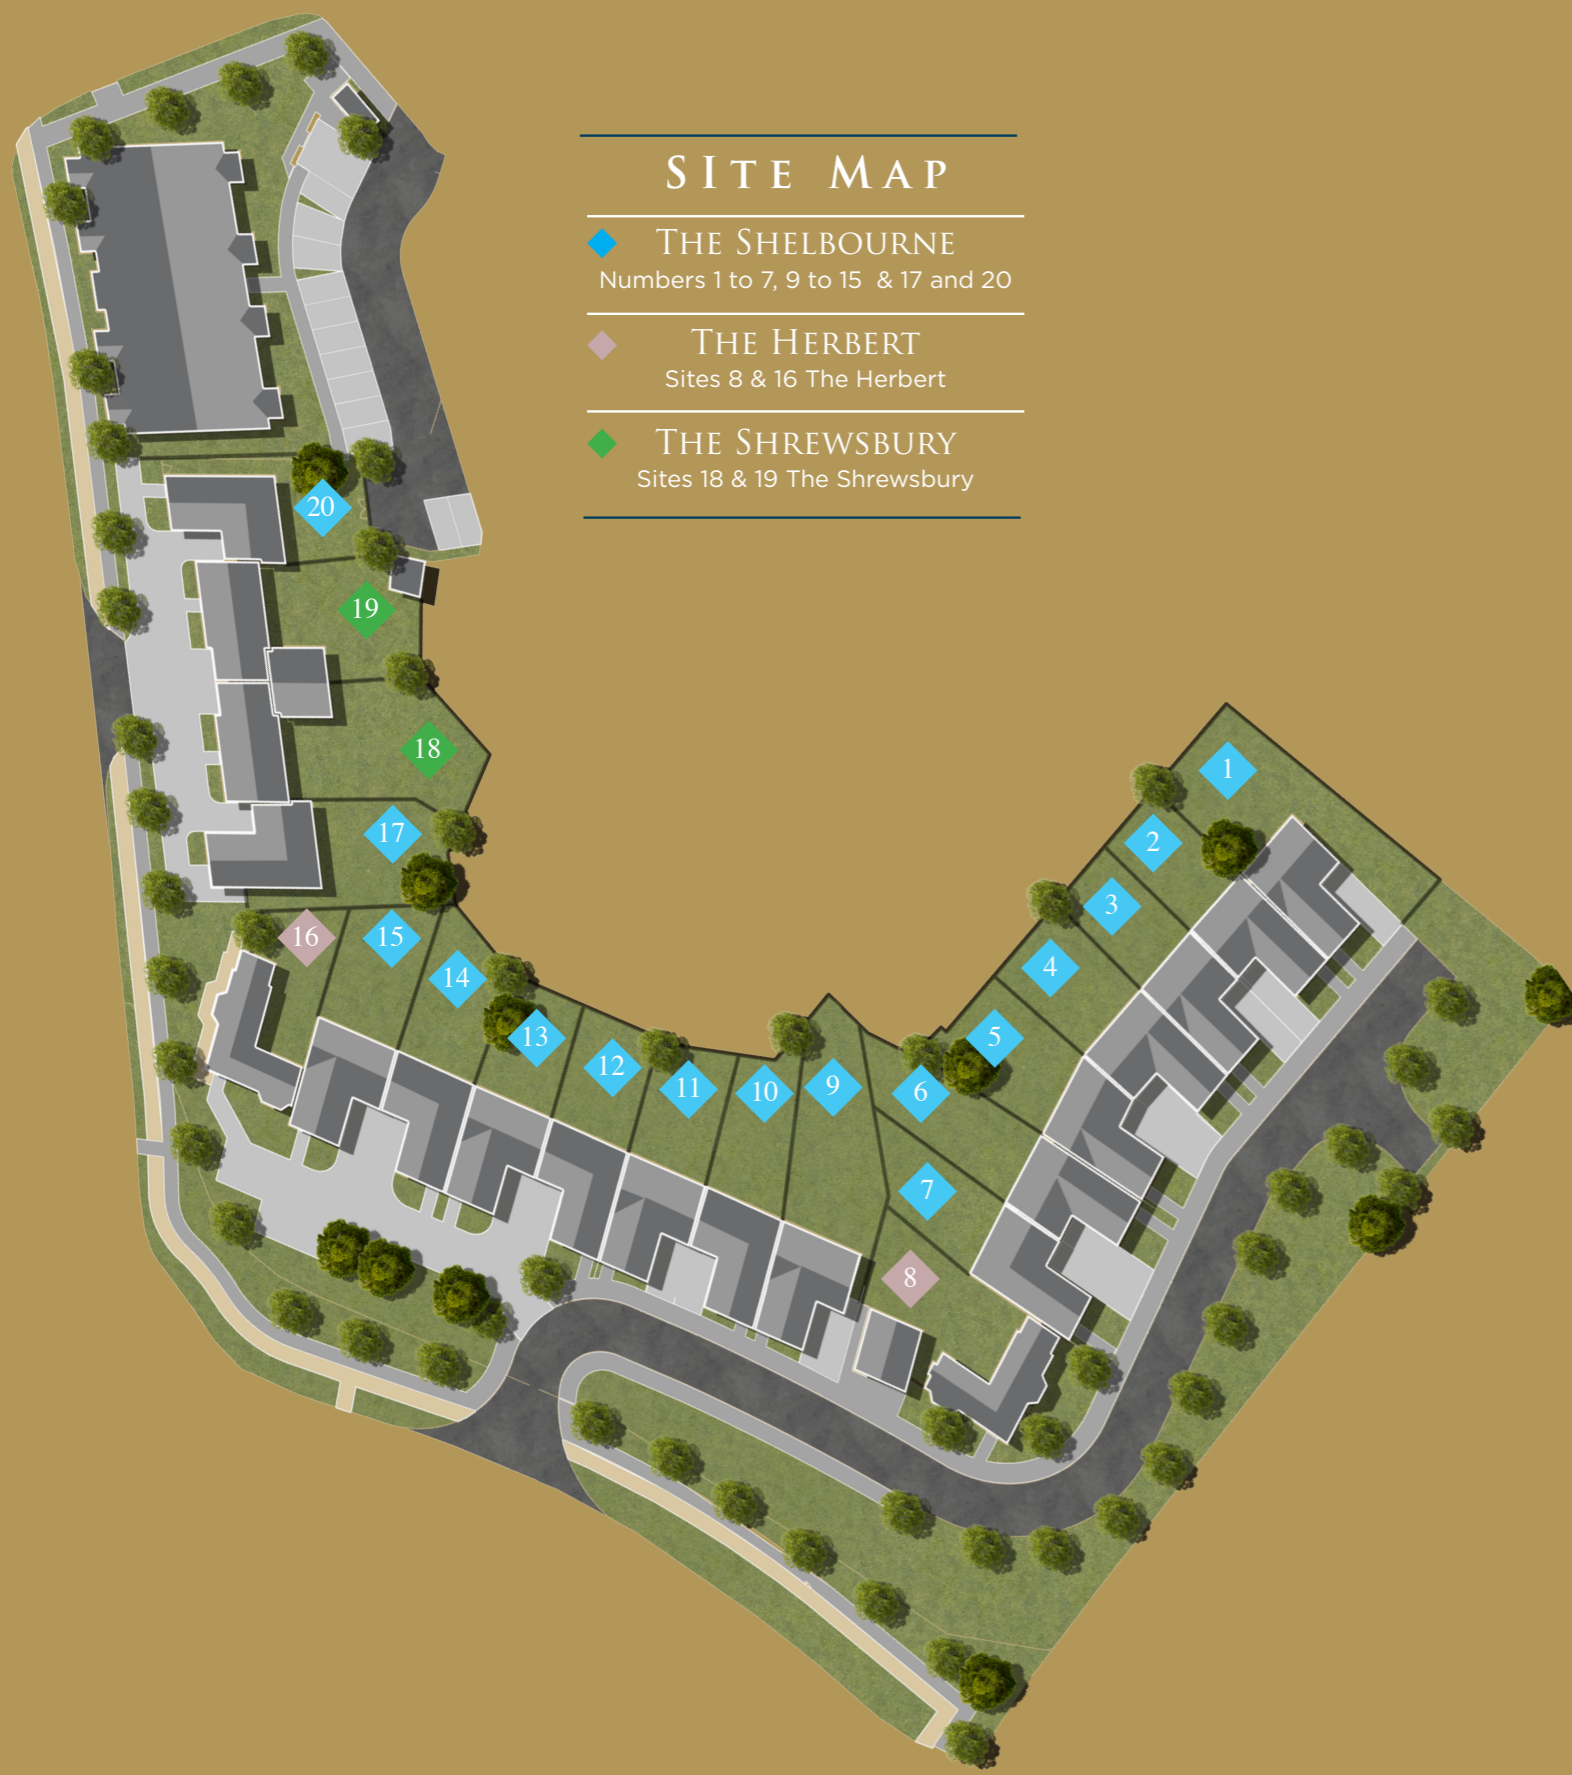 SITE MAP
THE SHELBOURNE
Numbers 1 to 7, 9 to 15 & 17 and 20
THE HERBERT
Sites 8 & 16 The Herbert
THE SHREWSBURY
Sites 18 & 19 The Shrewsbury
20
19
18
17
16
15
14
13
12
11
10
9
8
7
6
5
4
3
2
1